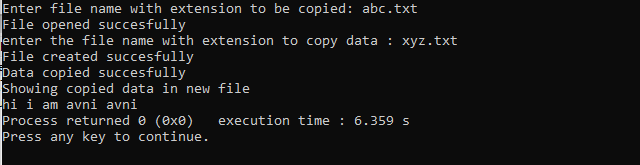 Enter file name with extension to be copied: abc.txt
File opened succesfully
enter the file name with extension to copy data : xyz.txt
File created succesfully
Data copied succesfully
Showing copied data in new file
hi i am avni avni
Process returned 0 (0x0)   execution time : 6.359 s
Press any key to continue.